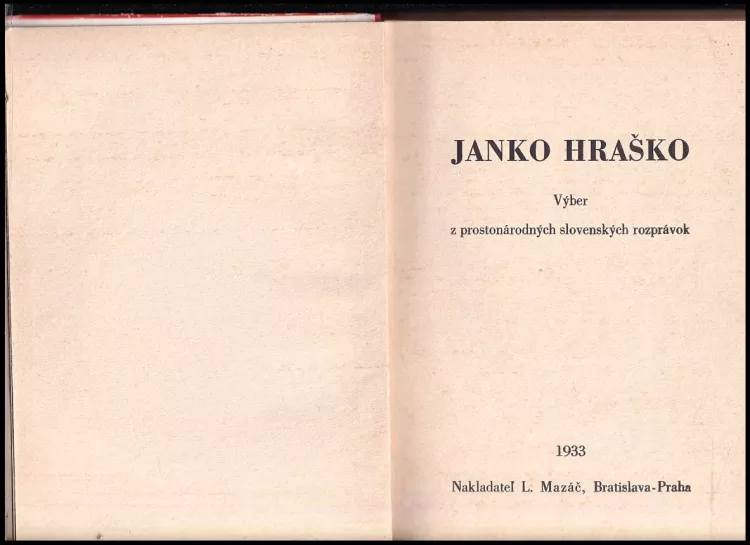 JANKO HRAŠKO
Výber
z prostonárodných slovenských rozprávok
1933
Nakladateľ L. Mazáč, Bratislava-Praha